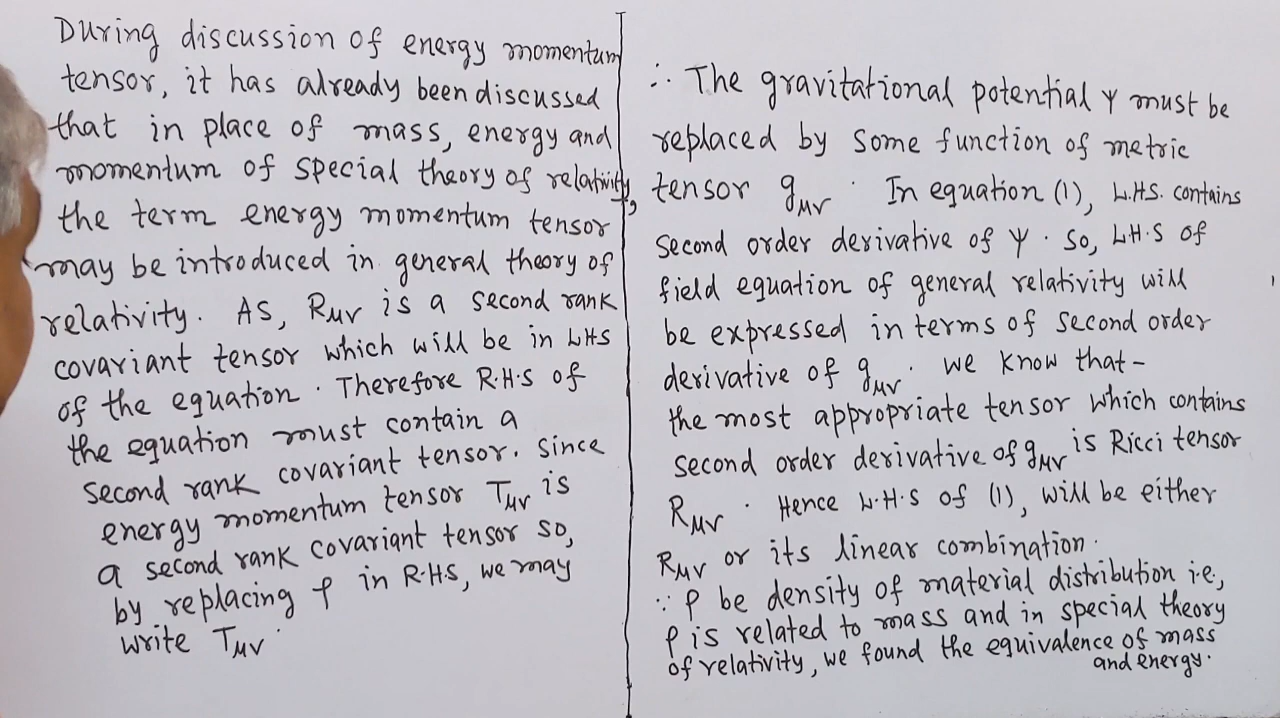 During discussion of energy momentum
tensor, it has already been discussed
that in place of mass, energy and
momentum of special theory of relativity,
the term energy momentum tensor
may be introduced in general theory of
relativity. As, Rμν is a second rank
covariant tensor which will be in LHS
of the equation. Therefore R.H.S of
the equation must contain a
second rank covariant tensor. Since
energy momentum tensor Tμν is
a second rank covariant tensor so,
by replacing ρ in R.H.S, we may
write Tμν.
∴ The gravitational potential ψ must be
replaced by some function of metric
tensor gμν. In equation (1), L.H.S. contains
second order derivative of ψ. So, L.H.S of
field equation of general relativity will
be expressed in terms of second order
derivative of gμν. we know that-
the most appropriate tensor which contains
second order derivative of gμν is Ricci tensor
Rμν. Hence L.H.S of (1), will be either
Rμν or its linear combination.
∵ ρ be density of material distribution i.e,
ρ is related to mass and in special theory
of relativity, we found the equivalence of mass
and energy.